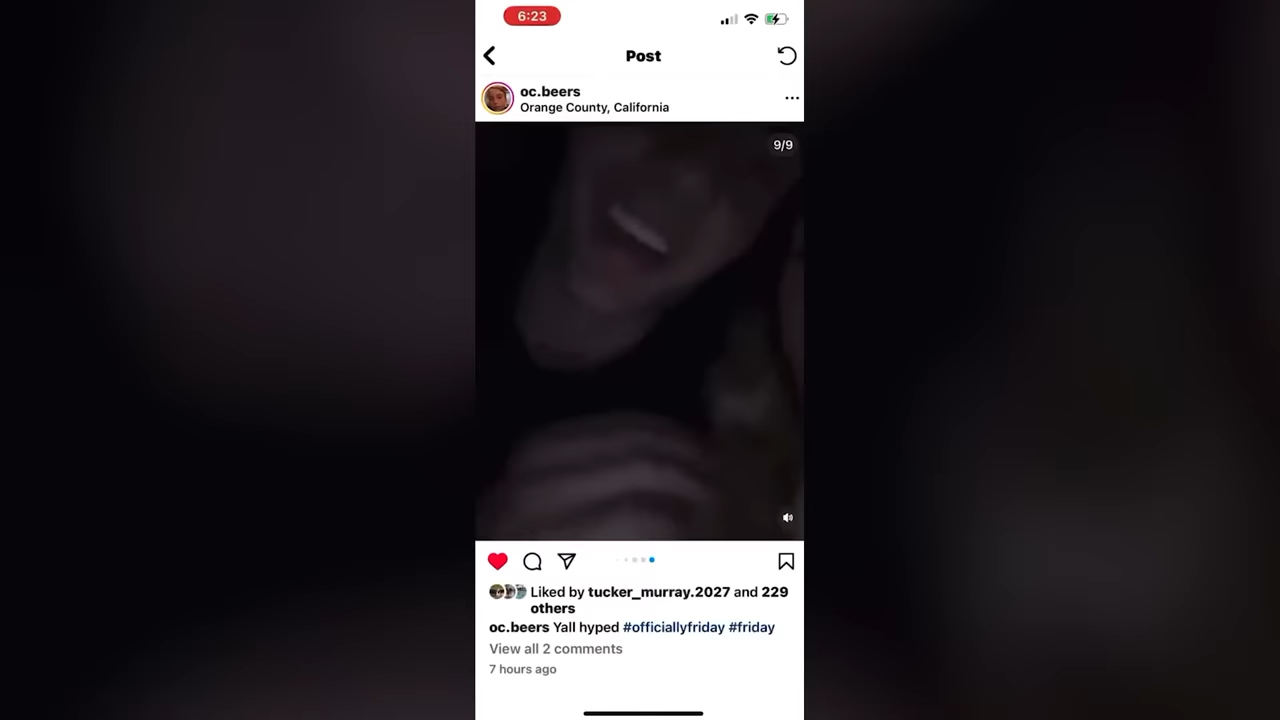 6:23
Post
oc.beers
Orange County, California
9/9
Liked by tucker_murray.2027 and 229
others
oc.beers Yall hyped #officiallyfriday #friday
View all 2 comments
7 hours ago